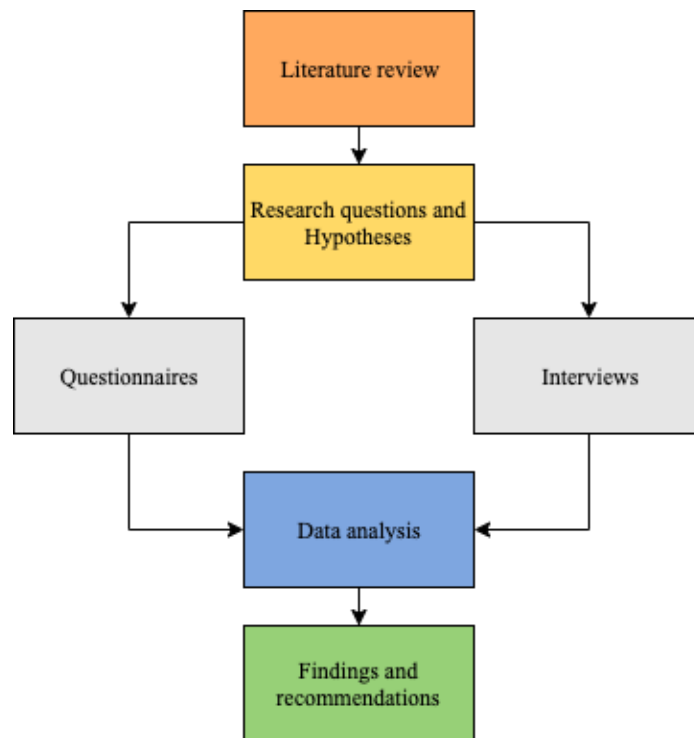 Literature review
Research questions and
Hypotheses
Questionnaires
Interviews
Data analysis
Findings and
recommendations